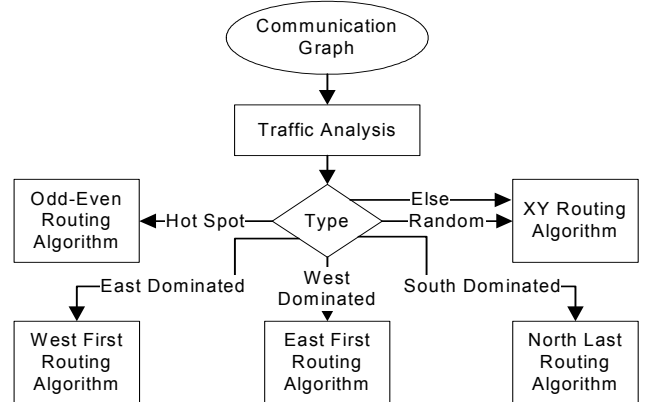 Communication
Graph
Traffic Analysis
Odd-Even
Routing
Algorithm
Hot Spot
Type
Else
Random
XY Routing
Algorithm
East Dominated
West
Dominated
South Dominated
West First
Routing
Algorithm
East First
Routing
Algorithm
North Last
Routing
Algorithm